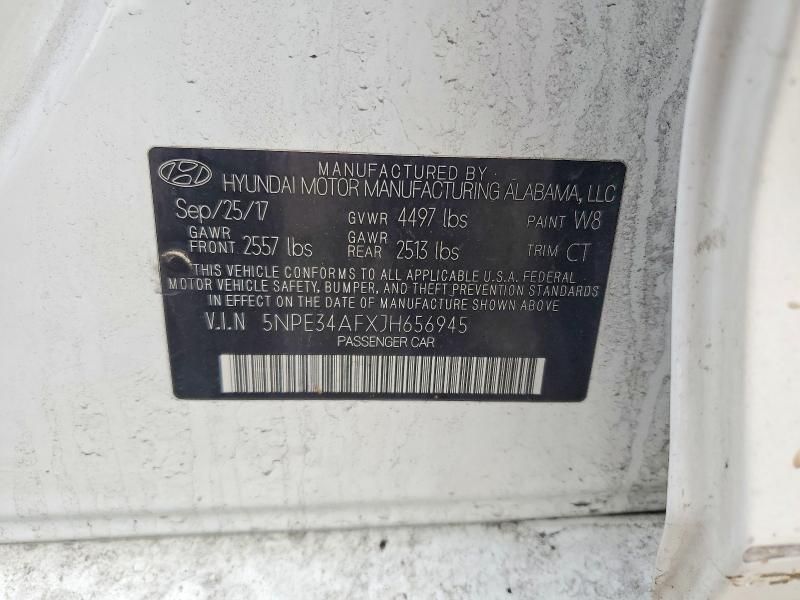 MANUFACTURED BY
HYUNDAI MOTOR MANUFACTURING ALABAMA, LLC
Sep/25/17 GVWR 4497 lbs PAINT W8
GAWR FRONT 2557 lbs GAWR REAR 2513 lbs TRIM CT
THIS VEHICLE CONFORMS TO ALL APPLICABLE U.S.A. FEDERAL
MOTOR VEHICLE SAFETY, BUMPER, AND THEFT PREVENTION STANDARDS
IN EFFECT ON THE DATE OF MANUFACTURE SHOWN ABOVE
V.I.N 5NPE34AFXJH656945
PASSENGER CAR